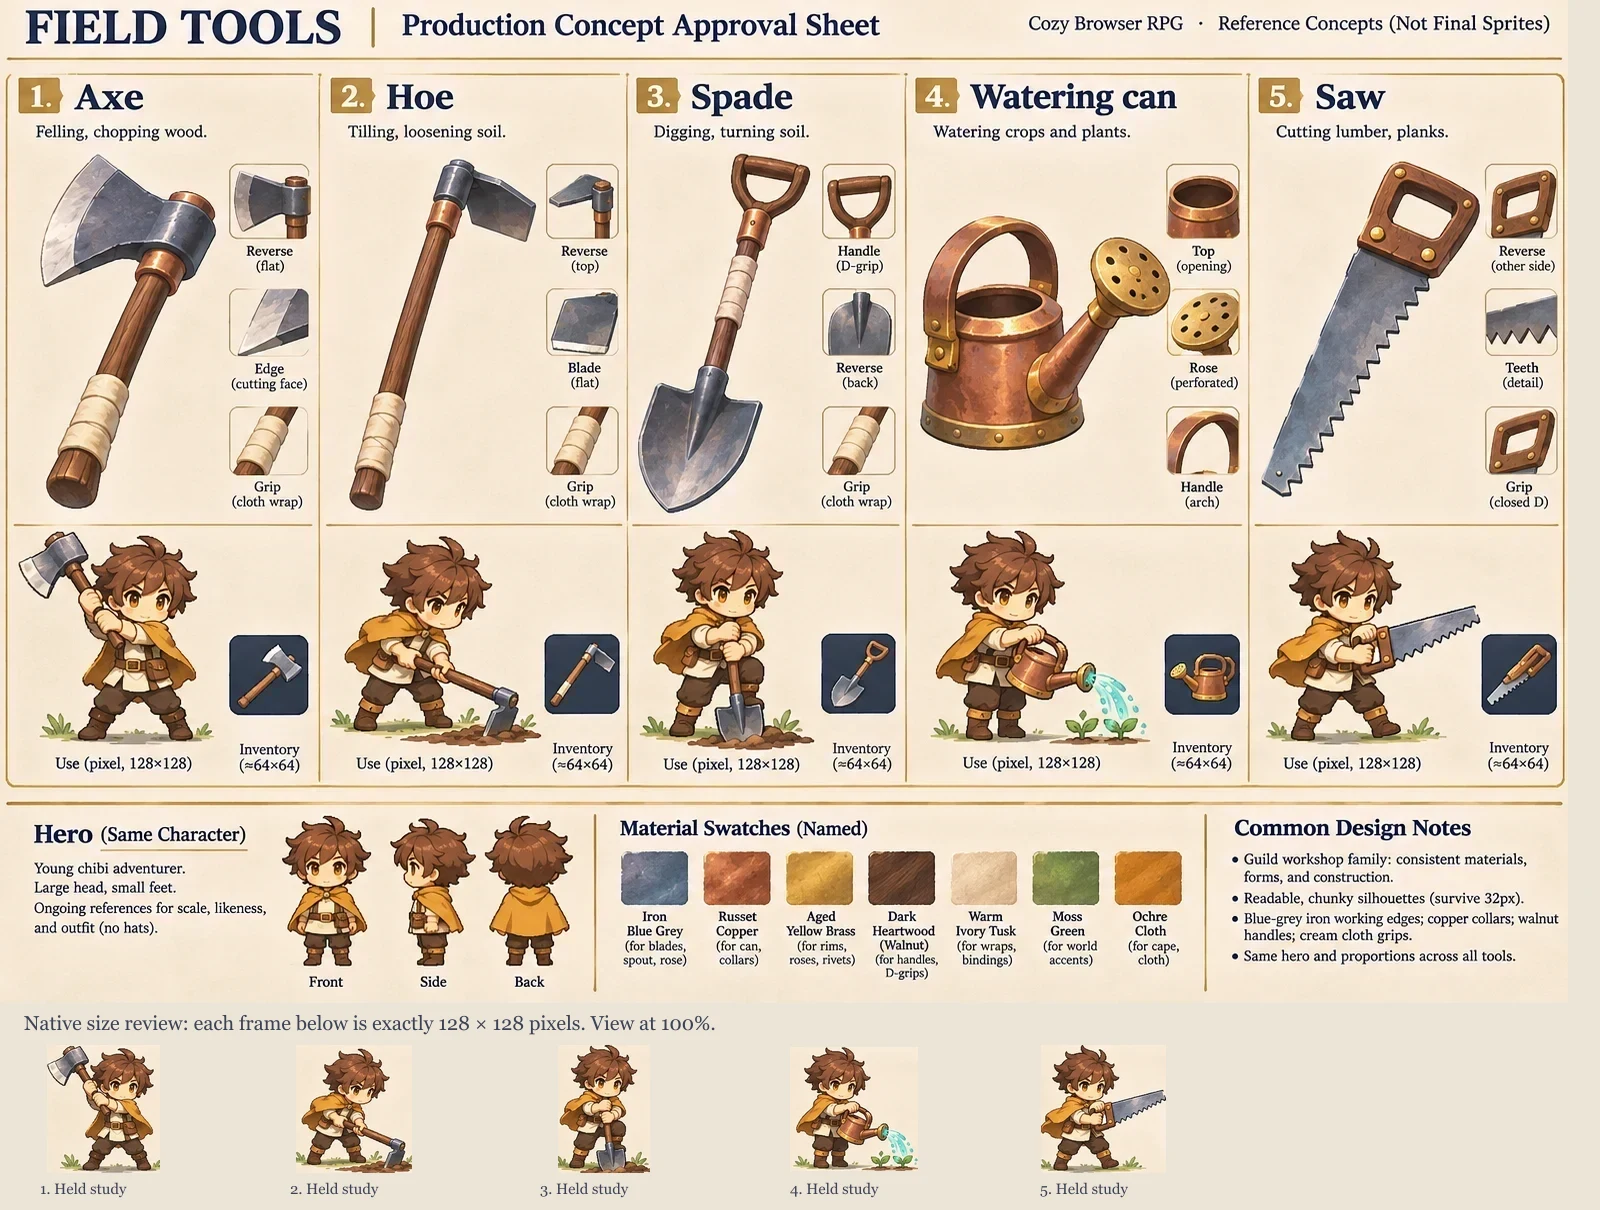 FIELD TOOLS
Production Concept Approval Sheet
Cozy Browser RPG · Reference Concepts (Not Final Sprites)
1. Axe
Felling, chopping wood.
Reverse
(flat)
Edge
(cutting face)
Grip
(cloth wrap)
Use (pixel, 128×128)
Inventory
(≈64×64)
2. Hoe
Tilling, loosening soil.
Reverse
(top)
Blade
(flat)
Grip
(cloth wrap)
Use (pixel, 128×128)
Inventory
(≈64×64)
3. Spade
Digging, turning soil.
Handle
(D-grip)
Reverse
(back)
Grip
(cloth wrap)
Use (pixel, 128×128)
Inventory
(≈64×64)
4. Watering can
Watering crops and plants.
Top
(opening)
Rose
(perforated)
Handle
(arch)
Use (pixel, 128×128)
Inventory
(≈64×64)
5. Saw
Cutting lumber, planks.
Reverse
(other side)
Teeth
(detail)
Grip
(closed D)
Use (pixel, 128×128)
Inventory
(≈64×64)
Hero (Same Character)
Young chibi adventurer.
Large head, small feet.
Ongoing references for scale, likeness,
and outfit (no hats).
Front
Side
Back
Material Swatches (Named)
Iron
Blue Grey
(for blades,
spout, rose)
Russet
Copper
(for can,
collars)
Aged
Yellow Brass
(for rims,
roses, rivets)
Dark
Heartwood
(Walnut)
(for handles,
D-grips)
Warm
Ivory Tusk
(for wraps,
bindings)
Moss
Green
(for world
accents)
Ochre
Cloth
(for cape,
cloth)
Common Design Notes
• Guild workshop family: consistent materials,
forms, and construction.
• Readable, chunky silhouettes (survive 32px).
• Blue-grey iron working edges; copper collars; walnut
handles; cream cloth grips.
• Same hero and proportions across all tools.
Native size review: each frame below is exactly 128 × 128 pixels. View at 100%.
1. Held study
2. Held study
3. Held study
4. Held study
5. Held study